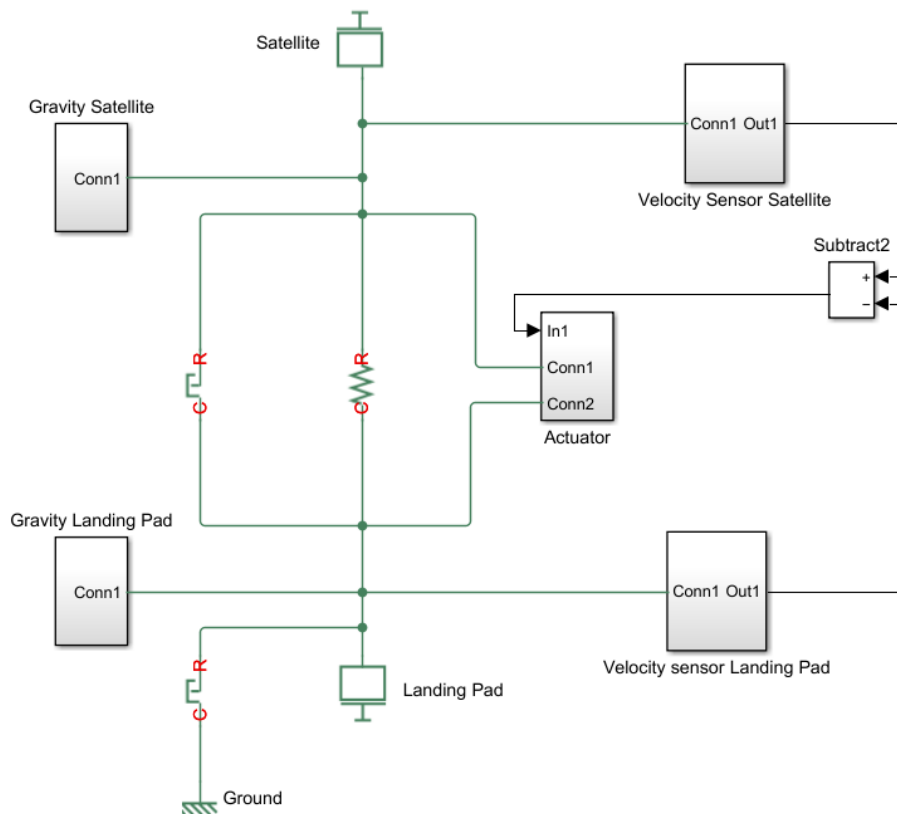 Satellite
Gravity Satellite
Conn1
Conn1 Out1
Velocity Sensor Satellite
Subtract2
+
−
In1
Conn1
Conn2
Actuator
R
C
R
C
Gravity Landing Pad
Conn1
Conn1 Out1
Velocity sensor Landing Pad
R
C
Landing Pad
Ground